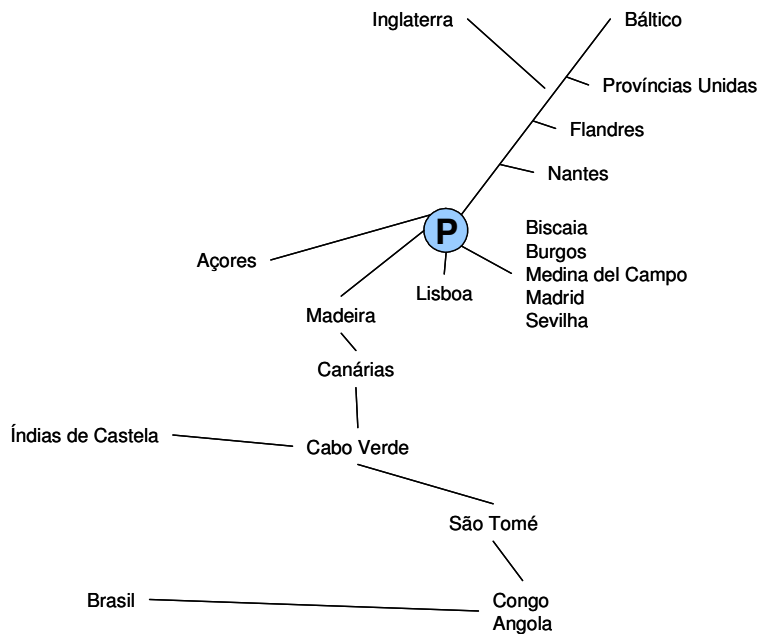 Inglaterra
Báltico
Províncias Unidas
Flandres
Nantes
P
Biscaia
Burgos
Medina del Campo
Madrid
Sevilha
Açores
Lisboa
Madeira
Canárias
Índias de Castela
Cabo Verde
São Tomé
Brasil
Congo
Angola